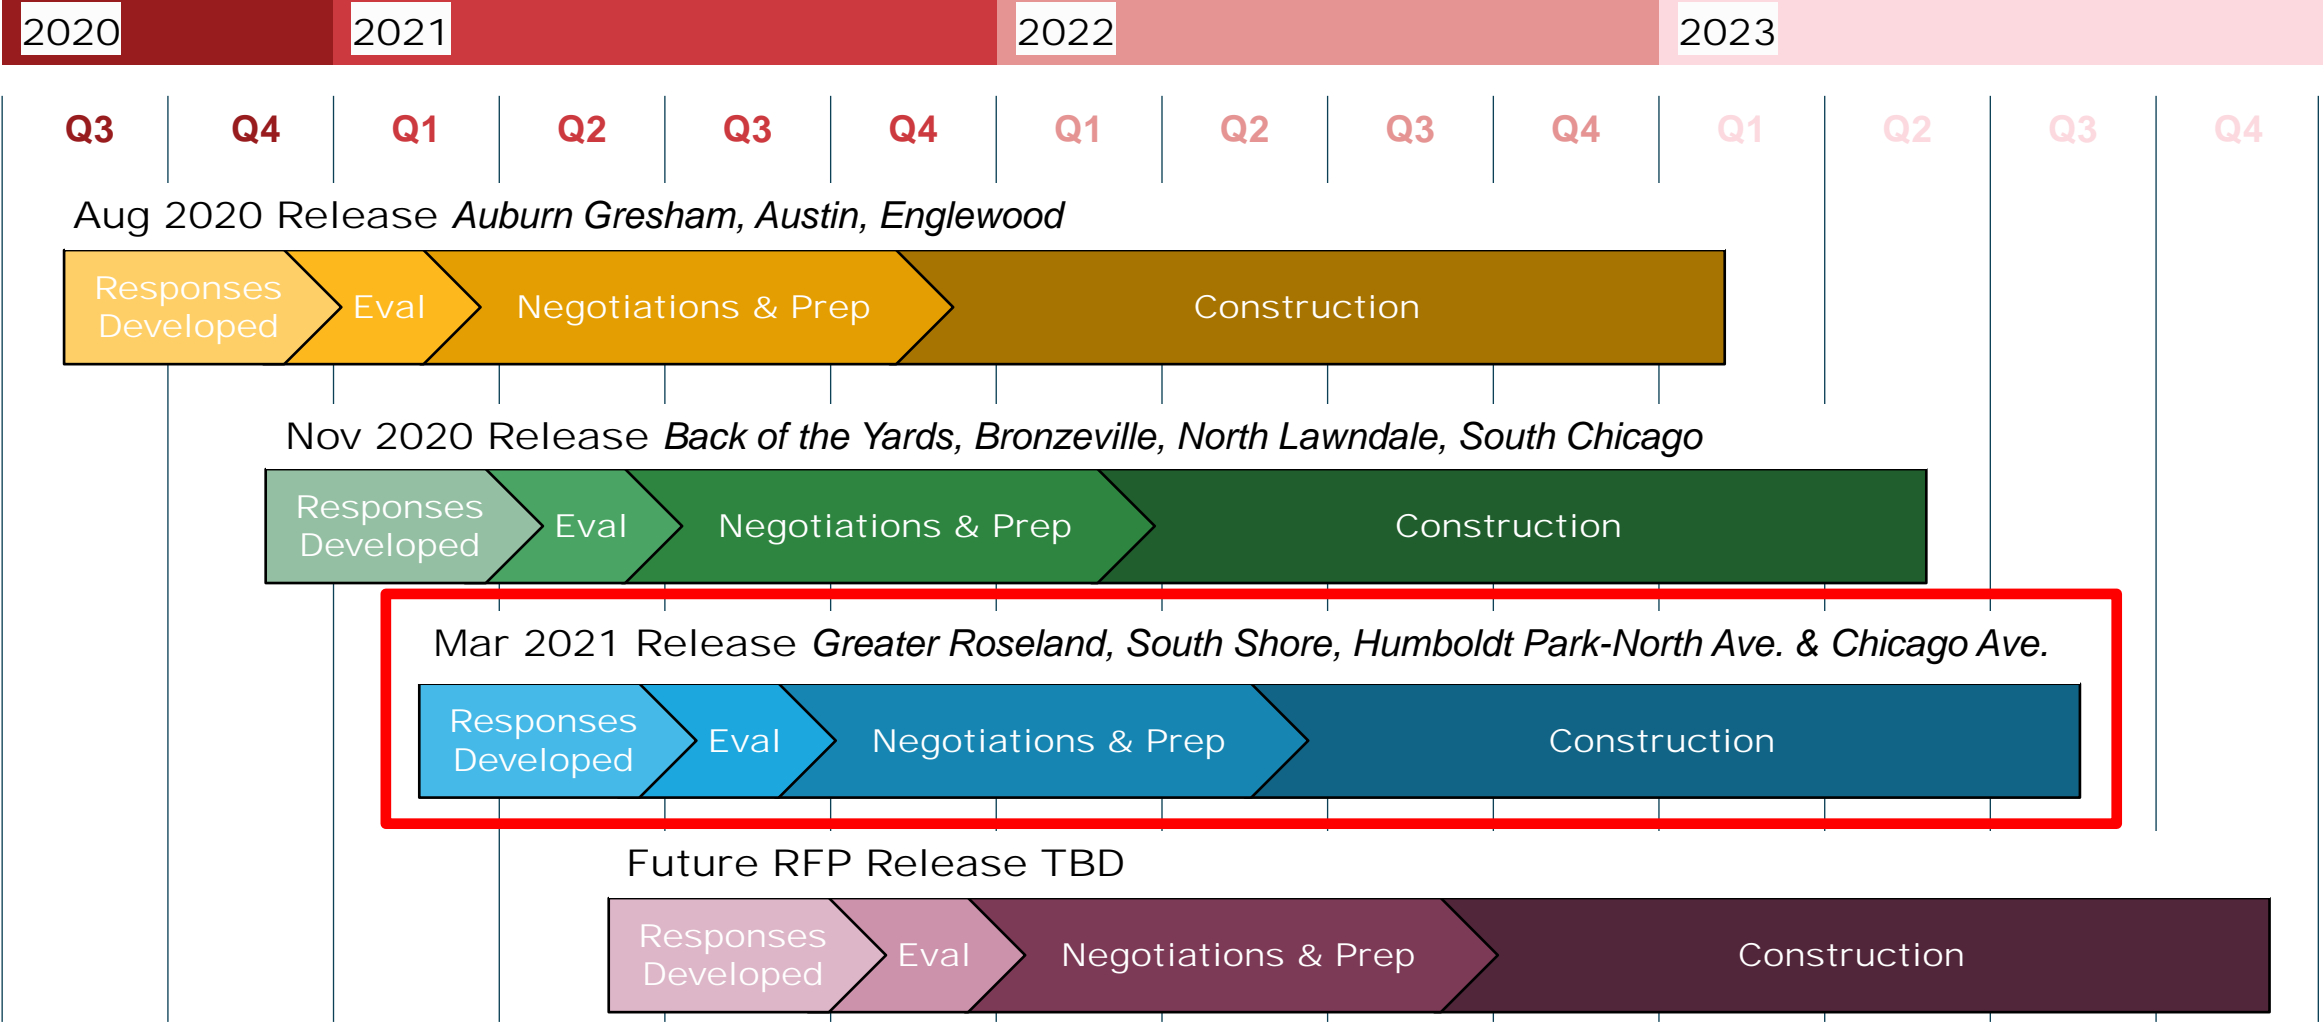 2020 2021 2022 2023
Q3 Q4 Q1 Q2 Q3 Q4 Q1 Q2 Q3 Q4 Q1 Q2 Q3 Q4
Aug 2020 Release Auburn Gresham, Austin, Englewood
Responses
Developed
Eval
Negotiations & Prep
Construction
Nov 2020 Release Back of the Yards, Bronzeville, North Lawndale, South Chicago
Responses
Developed
Eval
Negotiations & Prep
Construction
Mar 2021 Release Greater Roseland, South Shore, Humboldt Park-North Ave. & Chicago Ave.
Responses
Developed
Eval
Negotiations & Prep
Construction
Future RFP Release TBD
Responses
Developed
Eval
Negotiations & Prep
Construction